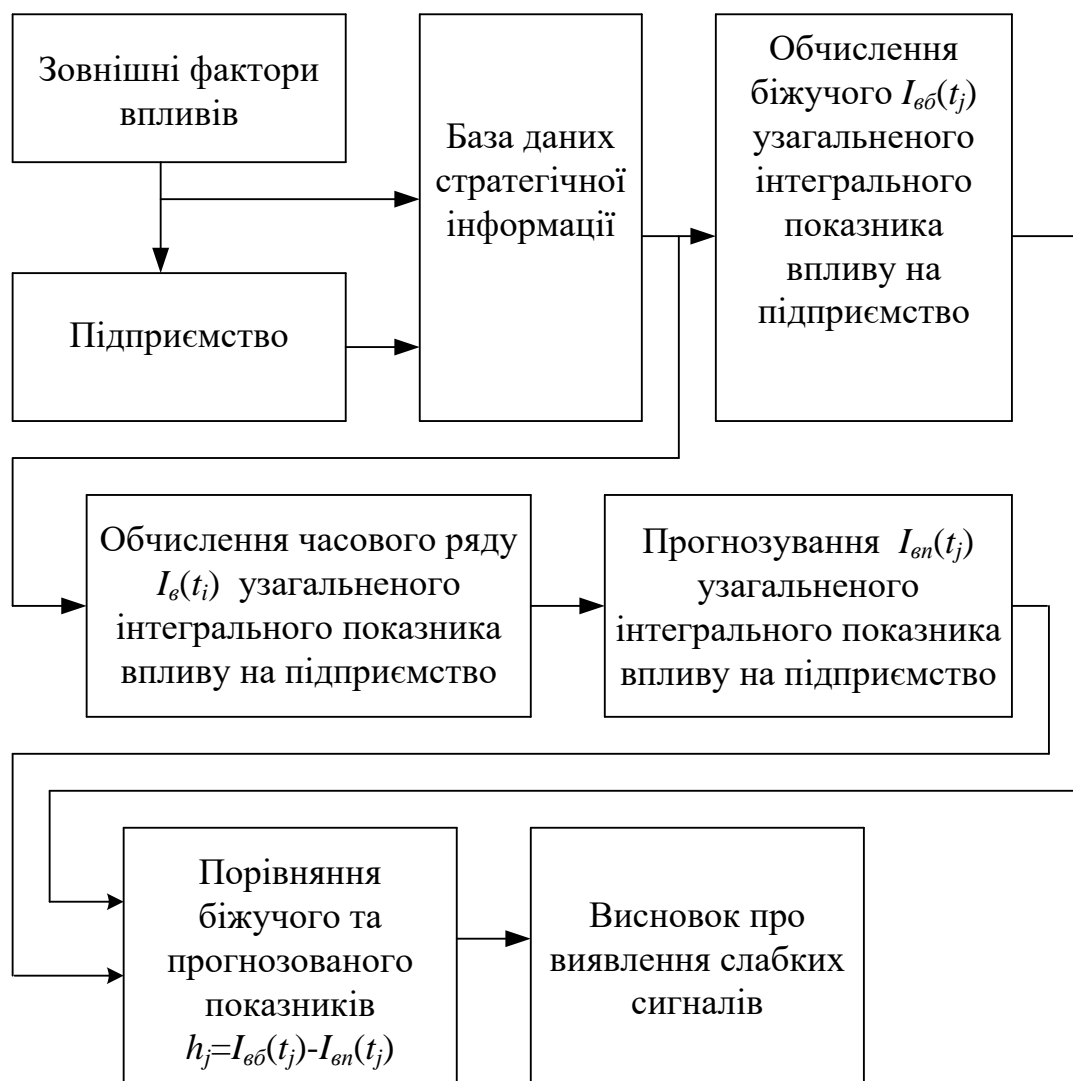 Зовнішні фактори
впливів
Підприємство
База даних
стратегічної
інформації
Обчислення
біжучого Iвб(tj)
узагальненого
інтегрального
показника
впливу на
підприємство
Обчислення часового ряду
Iв(ti) узагальненого
інтегрального показника
впливу на підприємство
Прогнозування Iвп(tj)
узагальненого
інтегрального показника
впливу на підприємство
Порівняння
біжучого та
прогнозованого
показників
hj=Iвб(tj)-Iвп(tj)
Висновок про
виявлення слабких
сигналів